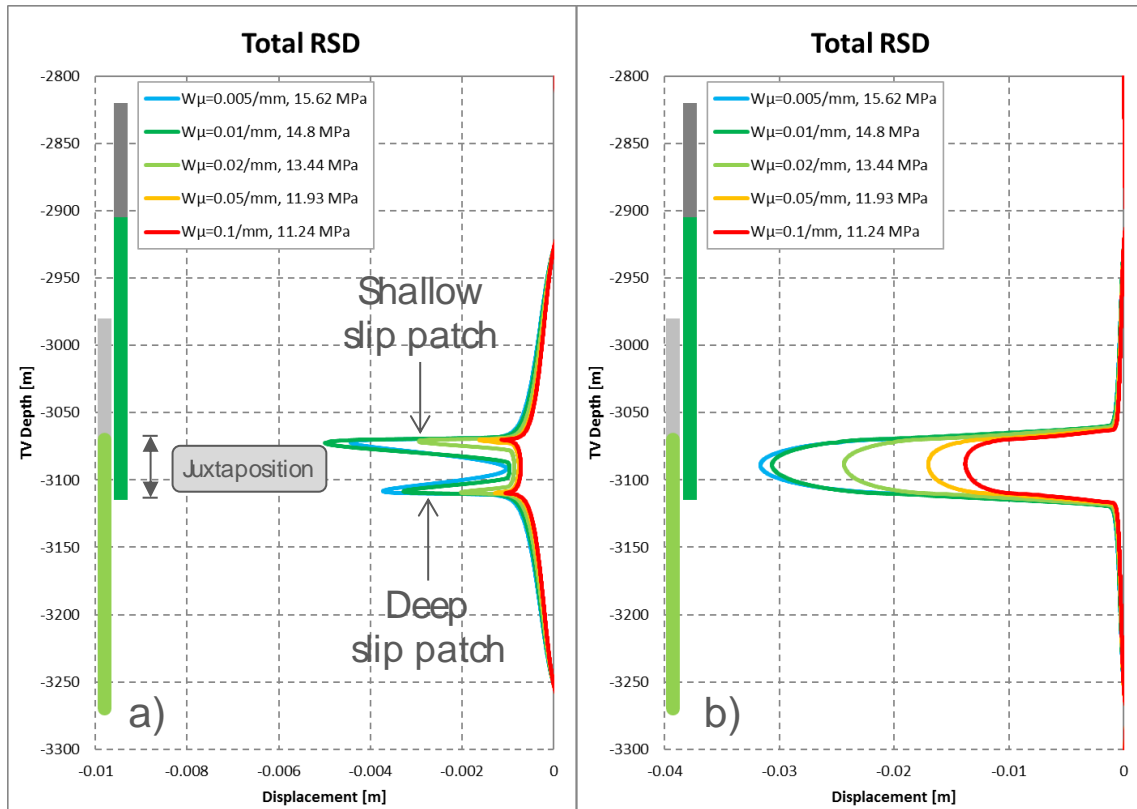 Total RSD
-2800
-2850
-2900
-2950
-3000
-3050
-3100
-3150
-3200
-3250
-3300
TV Depth [m]
Wμ=0.005/mm, 15.62 MPa
Wμ=0.01/mm, 14.8 MPa
Wμ=0.02/mm, 13.44 MPa
Wμ=0.05/mm, 11.93 MPa
Wμ=0.1/mm, 11.24 MPa
Shallow
slip patch
Juxtaposition
Deep
slip patch
a)
-0.01
-0.008
-0.006
-0.004
-0.002
0
Displacement [m]
Total RSD
-2800
-2850
-2900
-2950
-3000
-3050
-3100
-3150
-3200
-3250
-3300
TV Depth [m]
Wμ=0.005/mm, 15.62 MPa
Wμ=0.01/mm, 14.8 MPa
Wμ=0.02/mm, 13.44 MPa
Wμ=0.05/mm, 11.93 MPa
Wμ=0.1/mm, 11.24 MPa
b)
-0.04
-0.03
-0.02
-0.01
0
Displacement [m]